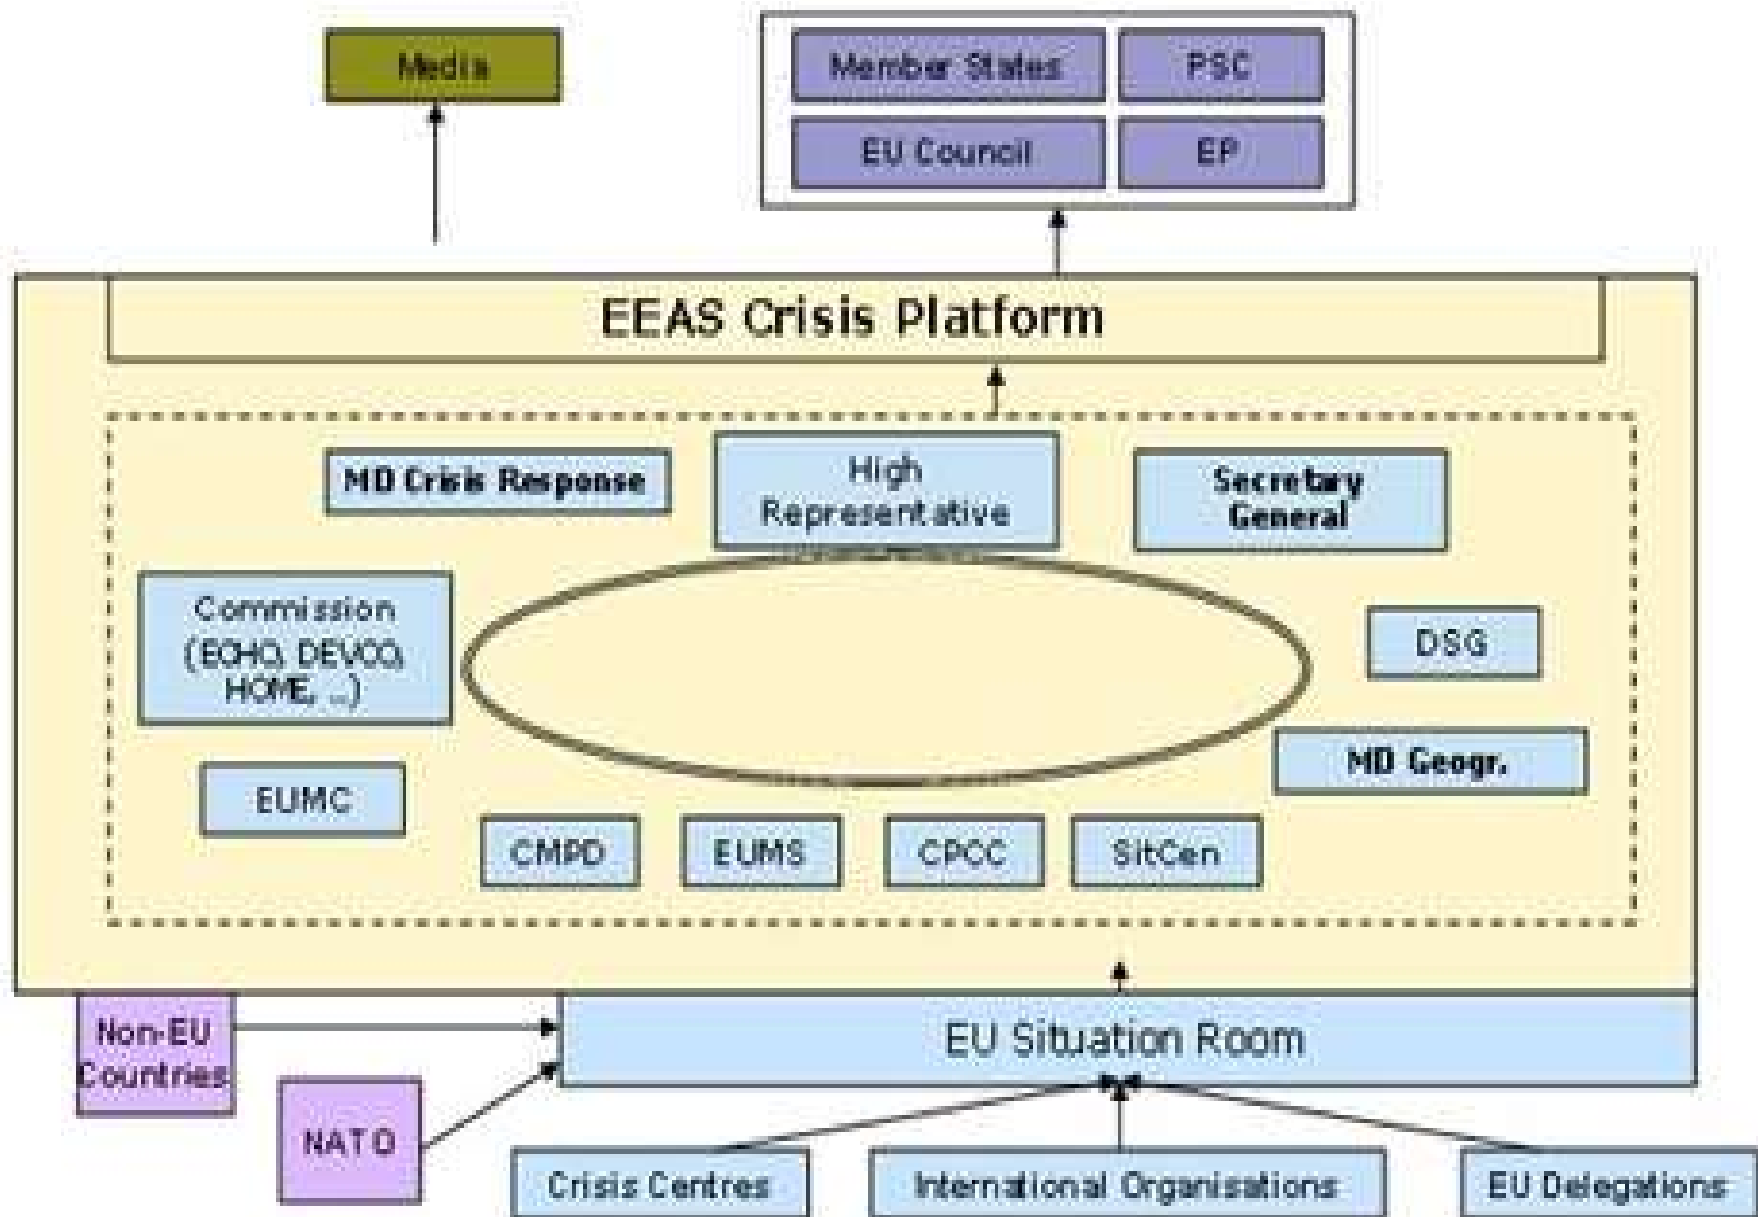 Media
Member States
PSC
EU Council
EP
EEAS Crisis Platform
MD Crisis Response
High
Representative
Secretary
General
Commission
(ECHO, DEVCO,
HOME, ...)
DSG
MD Geogr.
EUMC
CMPD
EUMS
CPCC
SitCen
Non-EU
Countries
EU Situation Room
NATO
Crisis Centres
International Organisations
EU Delegations